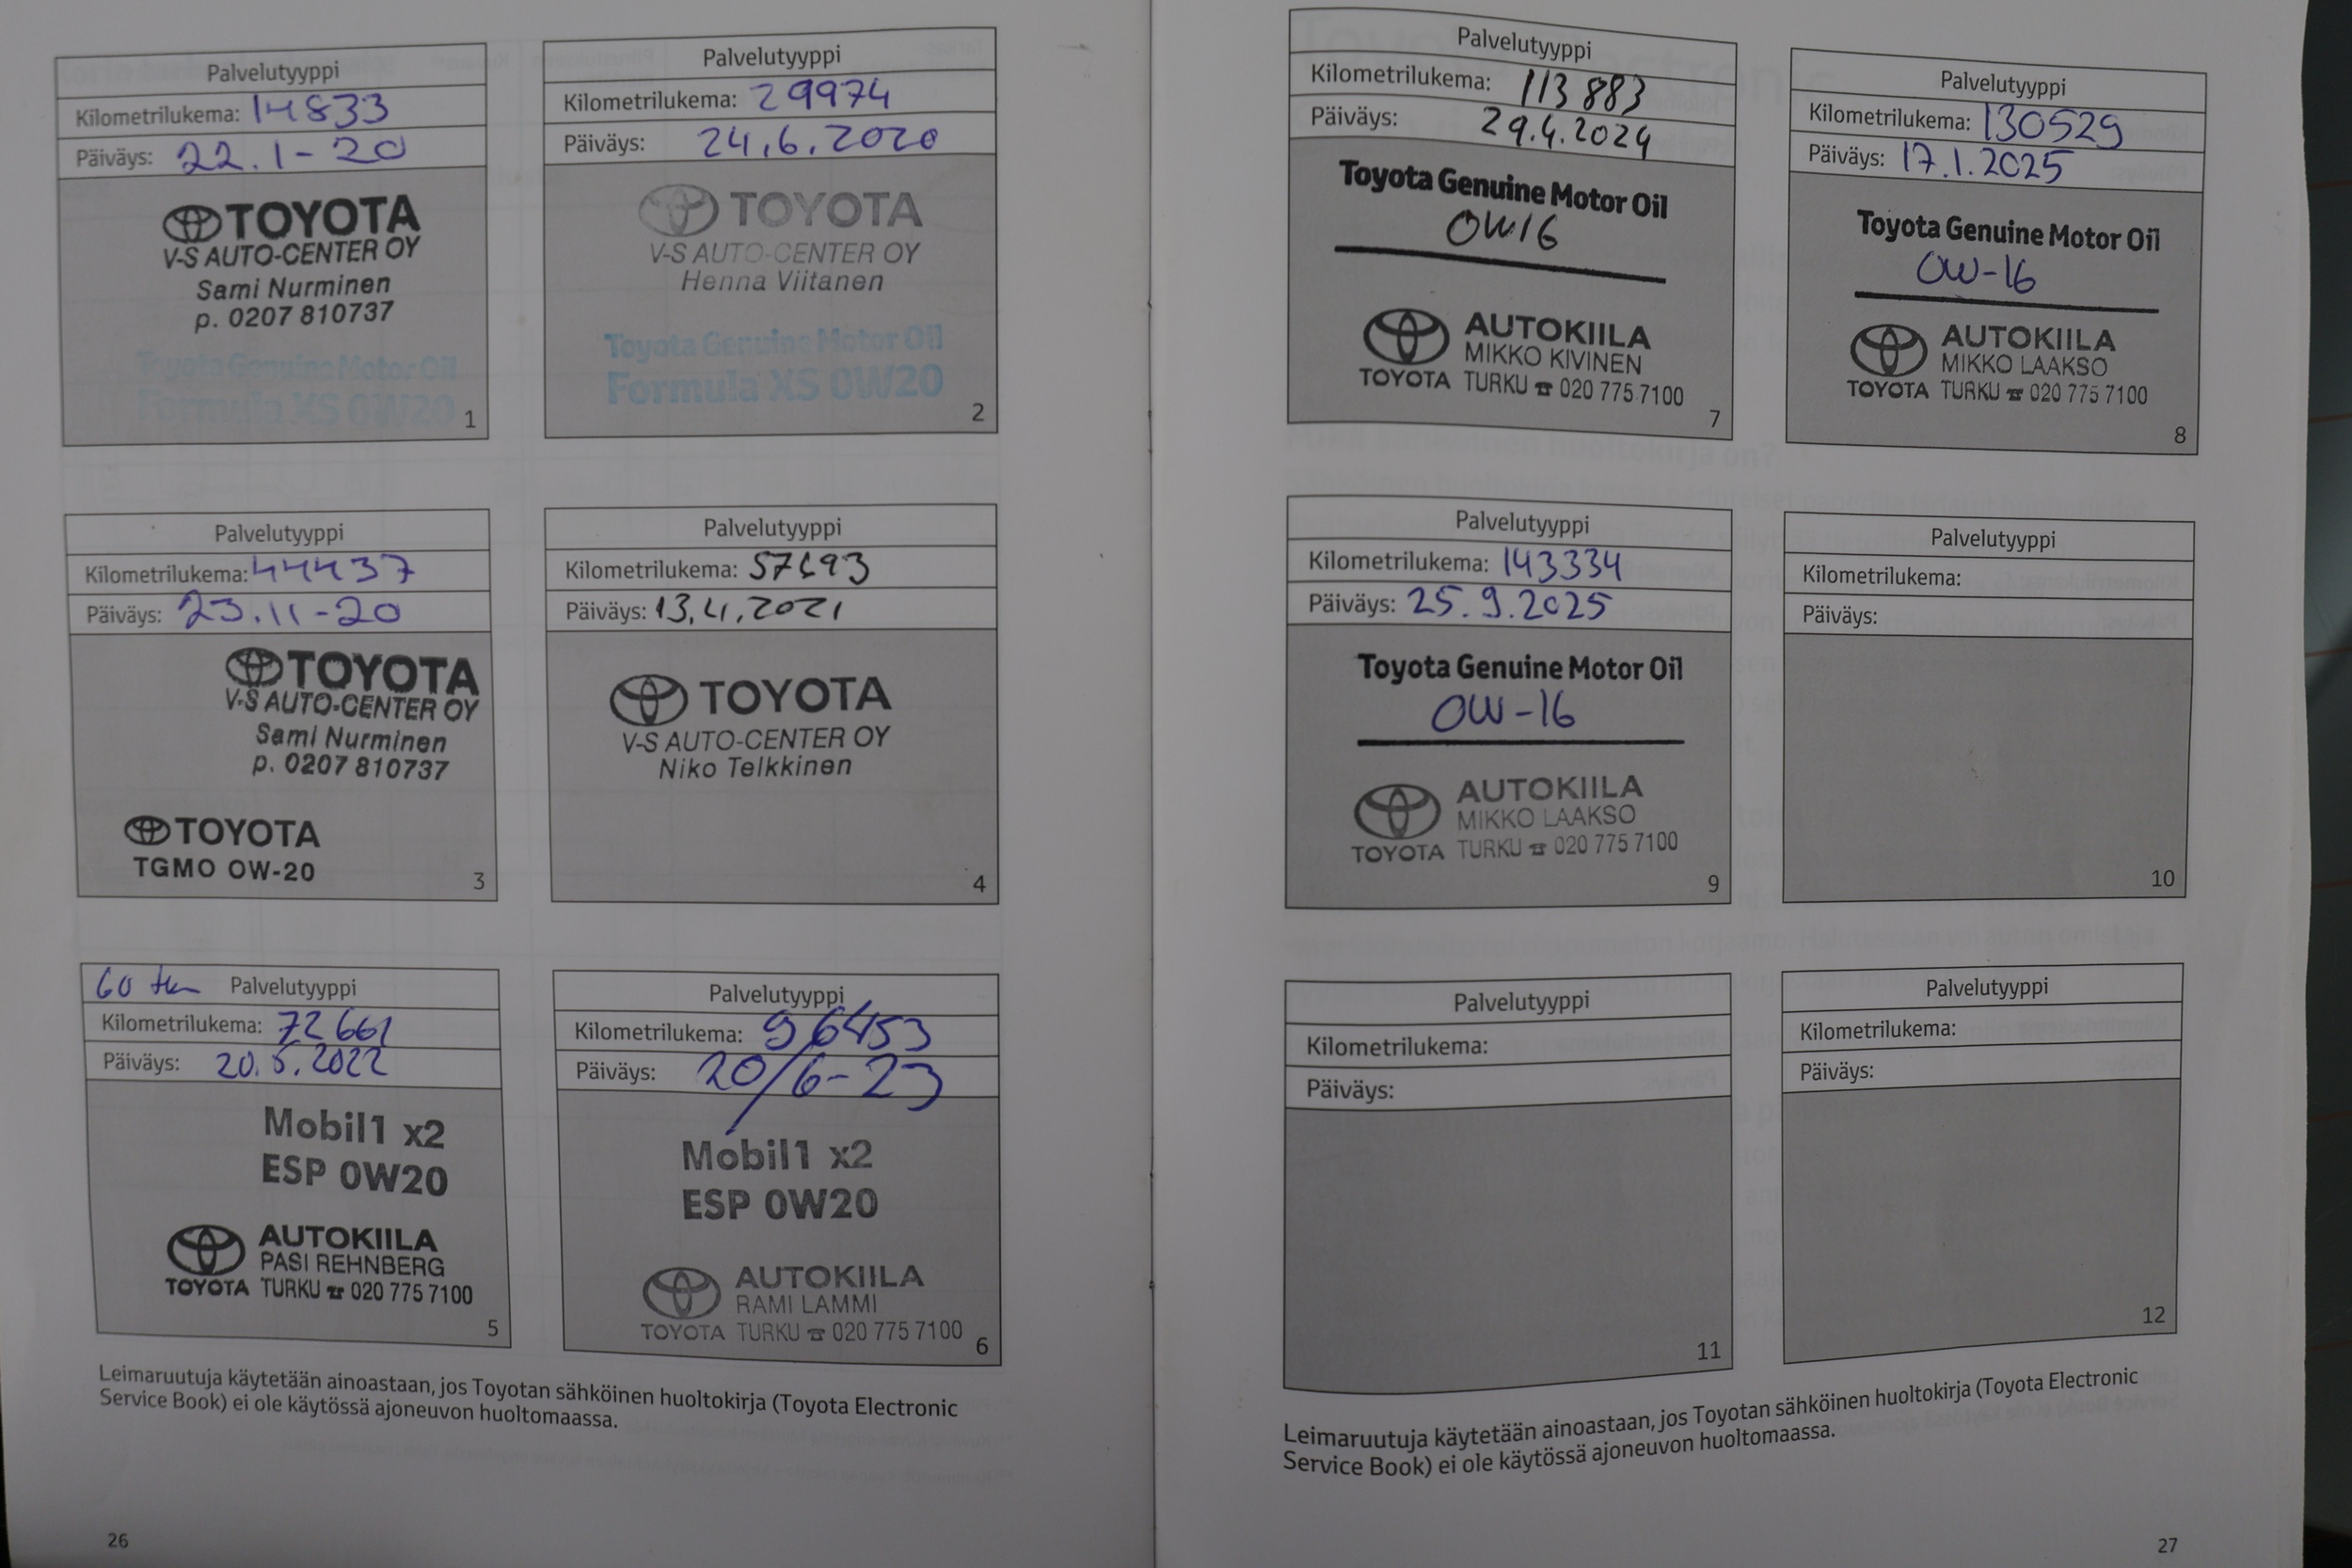 Palvelutyyppi
Kilometrilukema: 14833
Päiväys: 22.1-20
TOYOTA
V-S AUTO-CENTER OY
Sami Nurminen
p. 0207 810737
Toyota Genuine Motor Oil
Formula XS 0W20
1
Palvelutyyppi
Kilometrilukema: 29974
Päiväys: 24.6.2020
TOYOTA
V-S AUTO-CENTER OY
Henna Viitanen
Toyota Genuine Motor Oil
Formula XS 0W20
2
Palvelutyyppi
Kilometrilukema: 44437
Päiväys: 23.11-20
TOYOTA
V-S AUTO-CENTER OY
Sami Nurminen
p. 0207 810737
TOYOTA
TGMO 0W-20
3
Palvelutyyppi
Kilometrilukema: 57693
Päiväys: 13.4.2021
TOYOTA
V-S AUTO-CENTER OY
Niko Telkkinen
4
60 tkm Palvelutyyppi
Kilometrilukema: 72661
Päiväys: 20.5.2022
Mobil1 x2
ESP 0W20
AUTOKIILA
PASI REHNBERG
TOYOTA TURKU ☎ 020 775 7100
5
Palvelutyyppi
Kilometrilukema: 96453
Päiväys: 20/6-23
Mobil1 x2
ESP 0W20
AUTOKIILA
RAMI LAMMI
TOYOTA TURKU ☎ 020 775 7100
6
Leimaruutuja käytetään ainoastaan, jos Toyotan sähköinen huoltokirja (Toyota Electronic
Service Book) ei ole käytössä ajoneuvon huoltomaassa.
26
Palvelutyyppi
Kilometrilukema: 113 883
Päiväys: 29.4.2024
Toyota Genuine Motor Oil
0W16
AUTOKIILA
MIKKO KIVINEN
TOYOTA TURKU ☎ 020 775 7100
7
Palvelutyyppi
Kilometrilukema: 130529
Päiväys: 17.1.2025
Toyota Genuine Motor Oil
0W-16
AUTOKIILA
MIKKO LAAKSO
TOYOTA TURKU ☎ 020 775 7100
8
Palvelutyyppi
Kilometrilukema: 143334
Päiväys: 25.9.2025
Toyota Genuine Motor Oil
0W-16
AUTOKIILA
MIKKO LAAKSO
TOYOTA TURKU ☎ 020 775 7100
9
Palvelutyyppi
Kilometrilukema:
Päiväys:
10
Palvelutyyppi
Kilometrilukema:
Päiväys:
11
Palvelutyyppi
Kilometrilukema:
Päiväys:
12
Leimaruutuja käytetään ainoastaan, jos Toyotan sähköinen huoltokirja (Toyota Electronic
Service Book) ei ole käytössä ajoneuvon huoltomaassa.
27